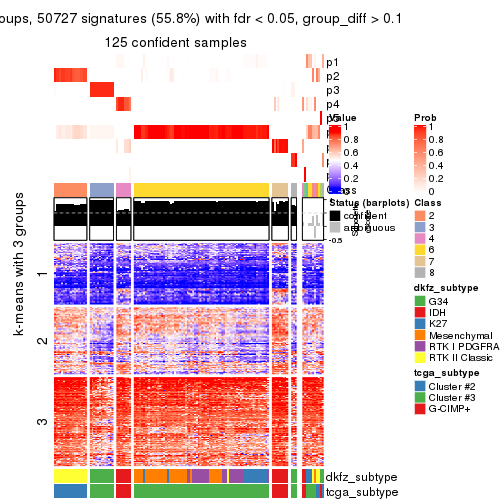 oups, 50727 signatures (55.8%) with fdr < 0.05, group_diff > 0.1
125 confident samples
p1
p2
p3
p4
Value
1
0.8
0.6
0.4
0.2
0
Prob
1
0.8
0.6
0.4
0.2
0
Class
Status (barplots)
confident
ambiguous
-0.5
Class
2
3
4
6
7
8
dkfz_subtype
G34
IDH
K27
Mesenchymal
RTK I PDGFRA
RTK II Classic
tcga_subtype
Cluster #2
Cluster #3
G-CIMP+
k-means with 3 groups
1
2
3
dkfz_subtype
tcga_subtype